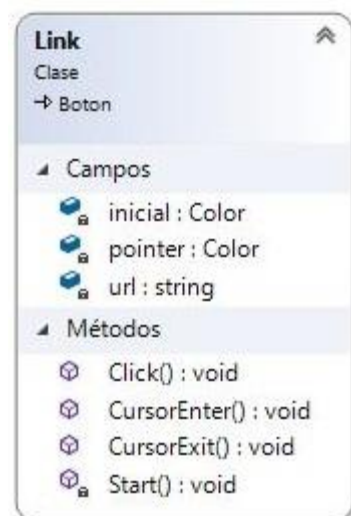 Link
Clase
Boton
Campos
inicial : Color
pointer : Color
url : string
Métodos
Click() : void
CursorEnter() : void
CursorExit() : void
Start() : void